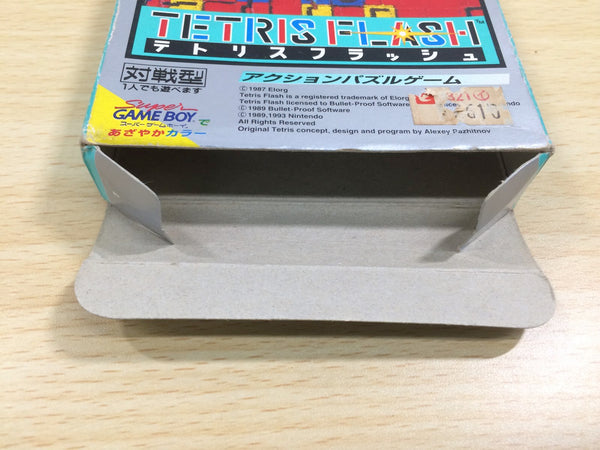 TETRIS FLASH™
テトリスフラッシュ
対戦型
1人でも遊べます
アクションパズルゲーム
Super
GAME BOY で
スーパーゲームボーイ
あざやかカラー
©1987 Elorg
Tetris Flash is a registered trademark of Elorg
Tetris Flash licensed to Bullet-Proof Software
©1989 Bullet-Proof Software
©1989,1993 Nintendo
All Rights Reserved
Original Tetris concept, design and program by Alexey Pazhitnov
321